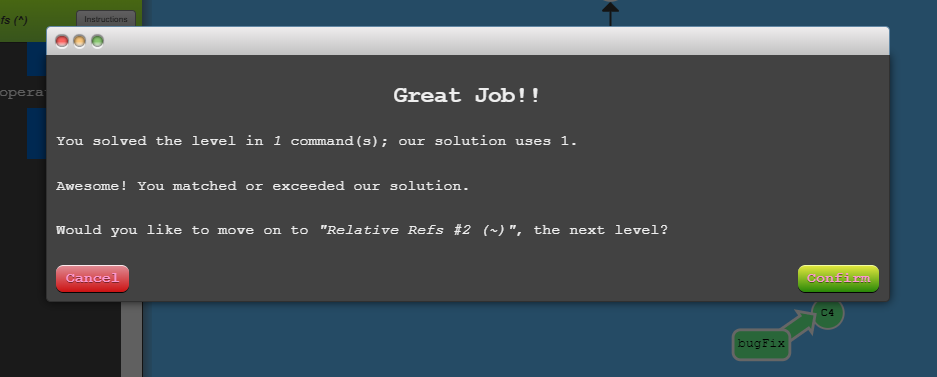 fs (^)
Instructions
opera
Great Job!!
You solved the level in 1 command(s); our solution uses 1.
Awesome! You matched or exceeded our solution.
Would you like to move on to "Relative Refs #2 (~)", the next level?
Cancel
Confirm
C4
bugFix